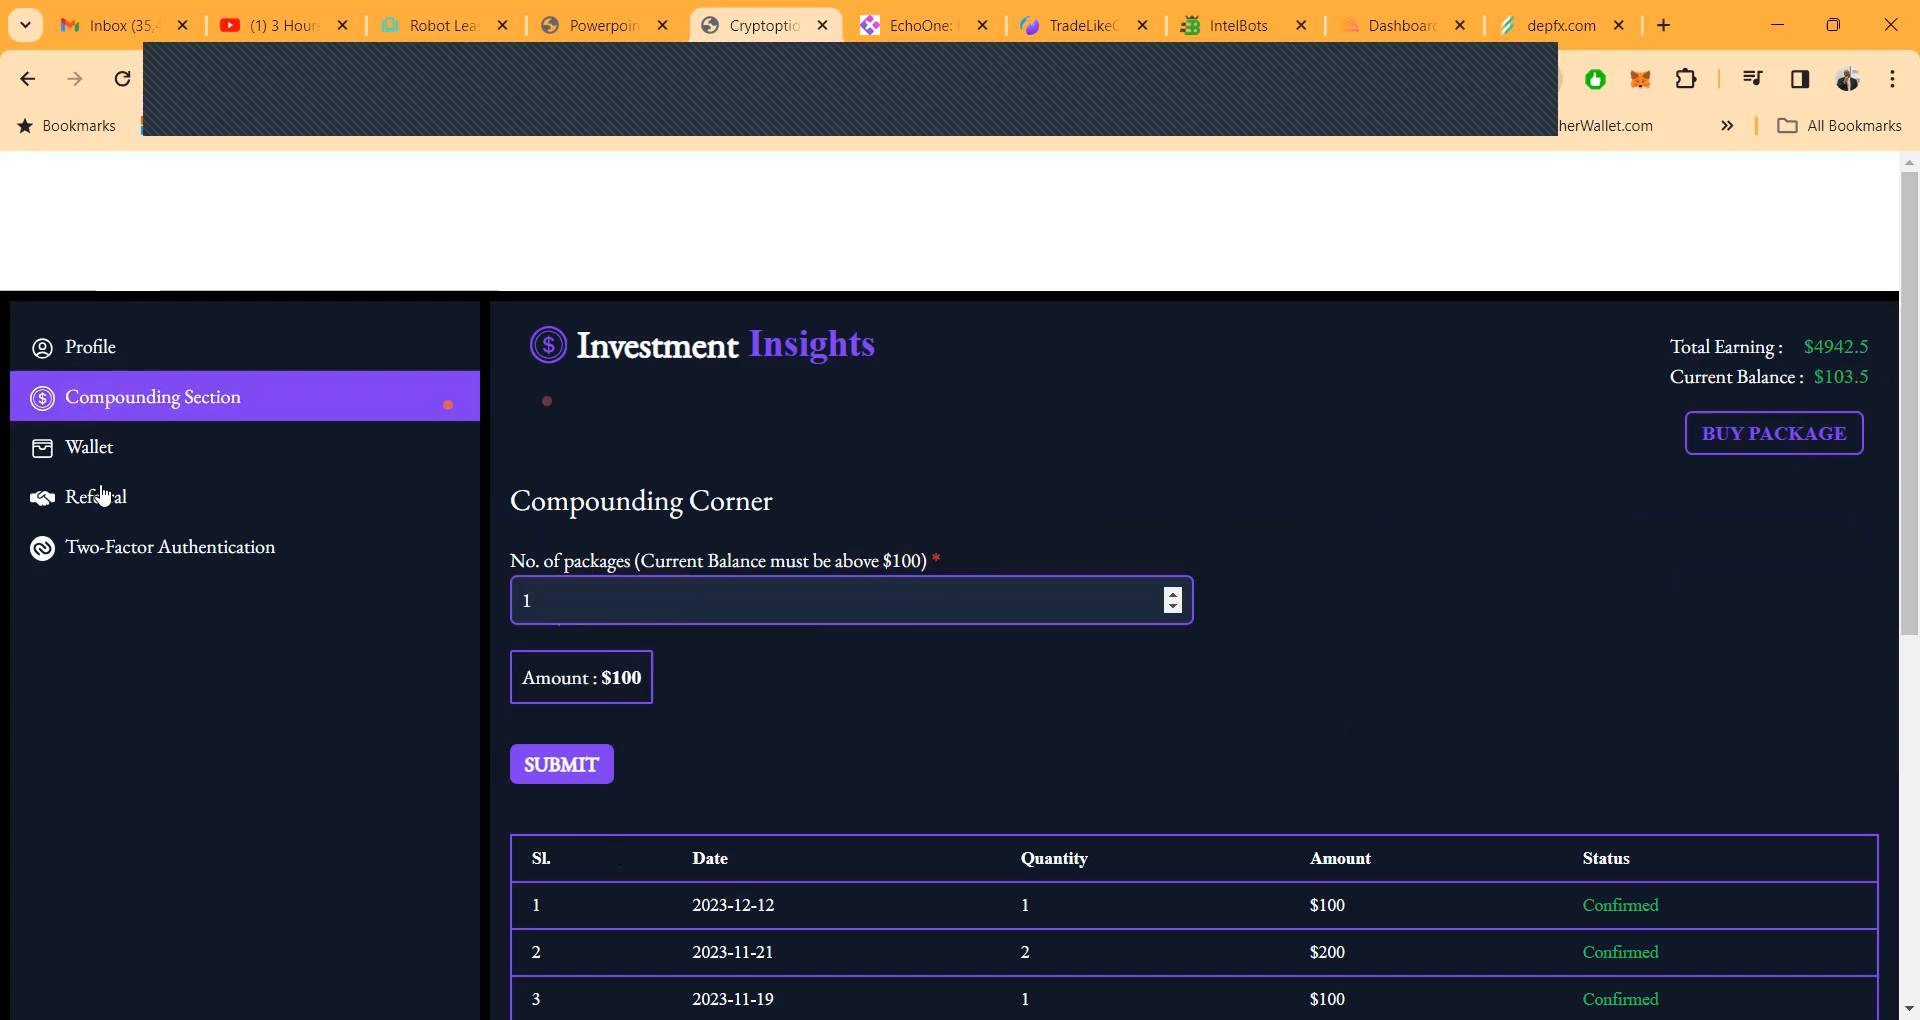 Inbox (35,4
(1) 3 Hour
Robot Lea
Powerpoin
Cryptoptio
EchoOne:
TradeLikeC
IntelBots
Dashboard
depfx.com
Bookmarks
herWallet.com
All Bookmarks
Profile
Compounding Section
Wallet
Referral
Two-Factor Authentication
Investment Insights
Total Earning : $4942.5
Current Balance : $103.5
BUY PACKAGE
Compounding Corner
No. of packages (Current Balance must be above $100) *
1
Amount : $100
SUBMIT
Sl. Date Quantity Amount Status
1 2023-12-12 1 $100 Confirmed
2 2023-11-21 2 $200 Confirmed
3 2023-11-19 1 $100 Confirmed